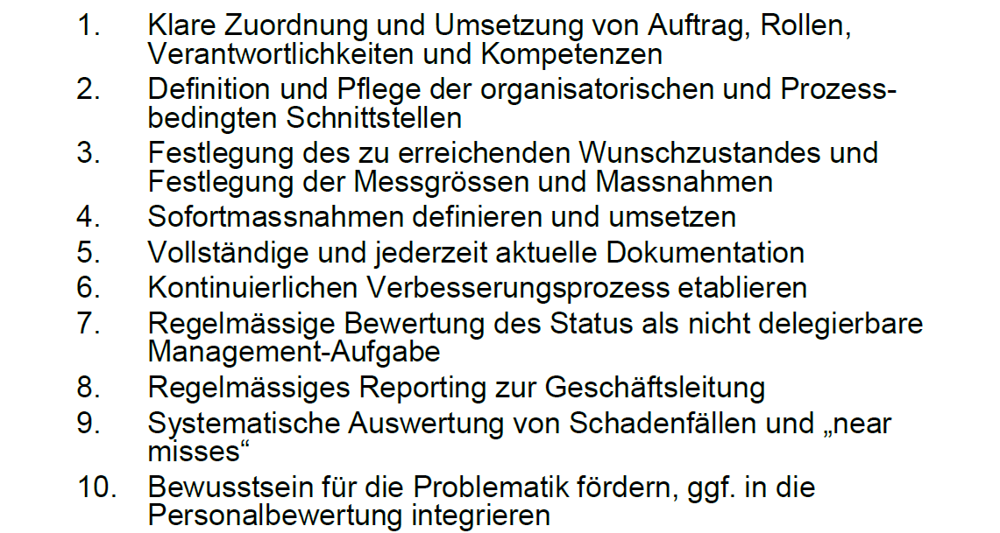 1. Klare Zuordnung und Umsetzung von Auftrag, Rollen,
Verantwortlichkeiten und Kompetenzen
2. Definition und Pflege der organisatorischen und Prozess-
bedingten Schnittstellen
3. Festlegung des zu erreichenden Wunschzustandes und
Festlegung der Messgrössen und Massnahmen
4. Sofortmassnahmen definieren und umsetzen
5. Vollständige und jederzeit aktuelle Dokumentation
6. Kontinuierlichen Verbesserungsprozess etablieren
7. Regelmässige Bewertung des Status als nicht delegierbare
Management-Aufgabe
8. Regelmässiges Reporting zur Geschäftsleitung
9. Systematische Auswertung von Schadenfällen und „near
misses“
10. Bewusstsein für die Problematik fördern, ggf. in die
Personalbewertung integrieren